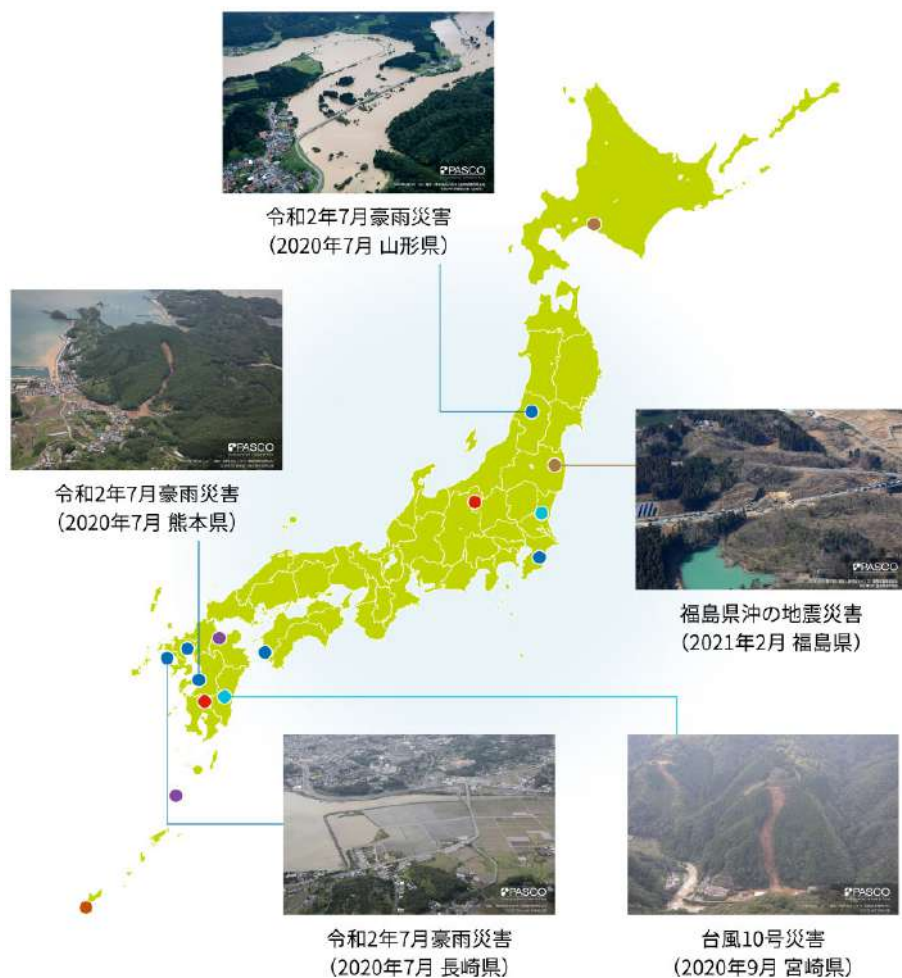 PASCO
令和2年7月豪雨災害
（2020年7月 山形県）
PASCO
令和2年7月豪雨災害
（2020年7月 熊本県）
PASCO
福島県沖の地震災害
（2021年2月 福島県）
PASCO
令和2年7月豪雨災害
（2020年7月 長崎県）
PASCO
台風10号災害
（2020年9月 宮崎県）